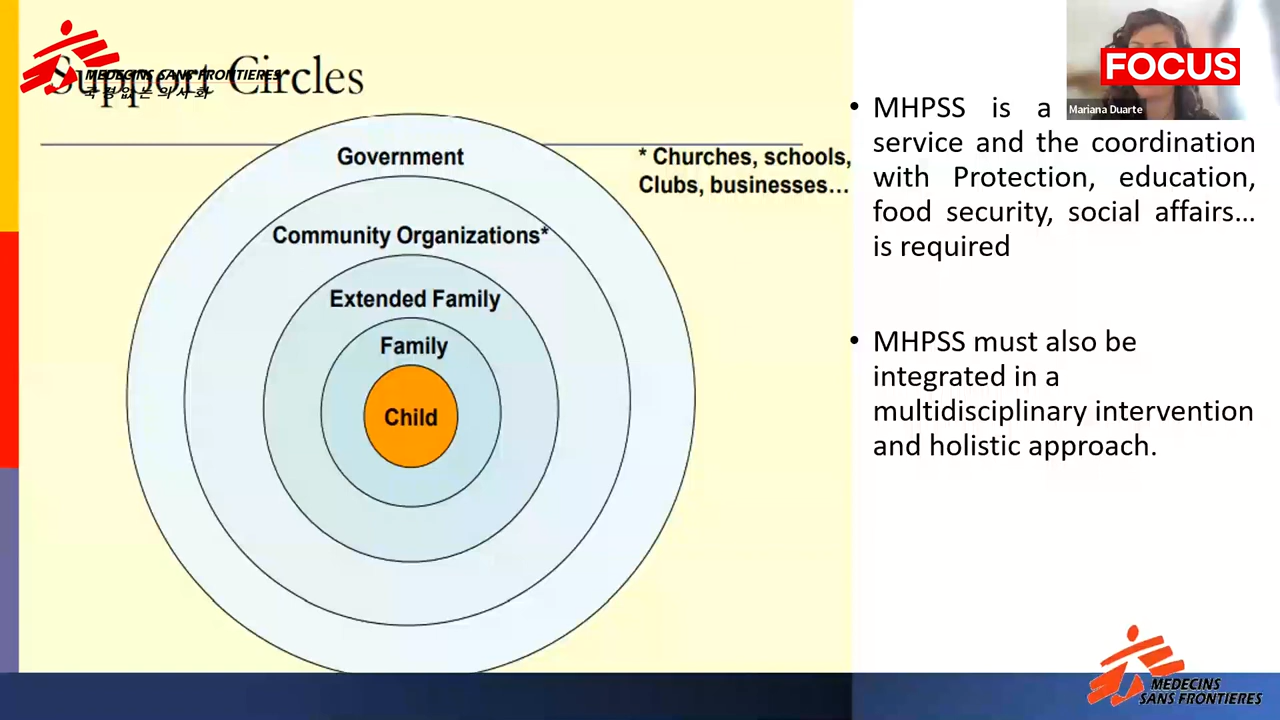 Support Circles
MEDECINS SANS FRONTIERES
국경없는의사회
FOCUS
Mariana Duarte
Government
* Churches, schools,
Clubs, businesses...
Community Organizations*
Extended Family
Family
Child
• MHPSS is a
service and the coordination
with Protection, education,
food security, social affairs...
is required
• MHPSS must also be
integrated in a
multidisciplinary intervention
and holistic approach.
MEDECINS
SANS FRONTIERES